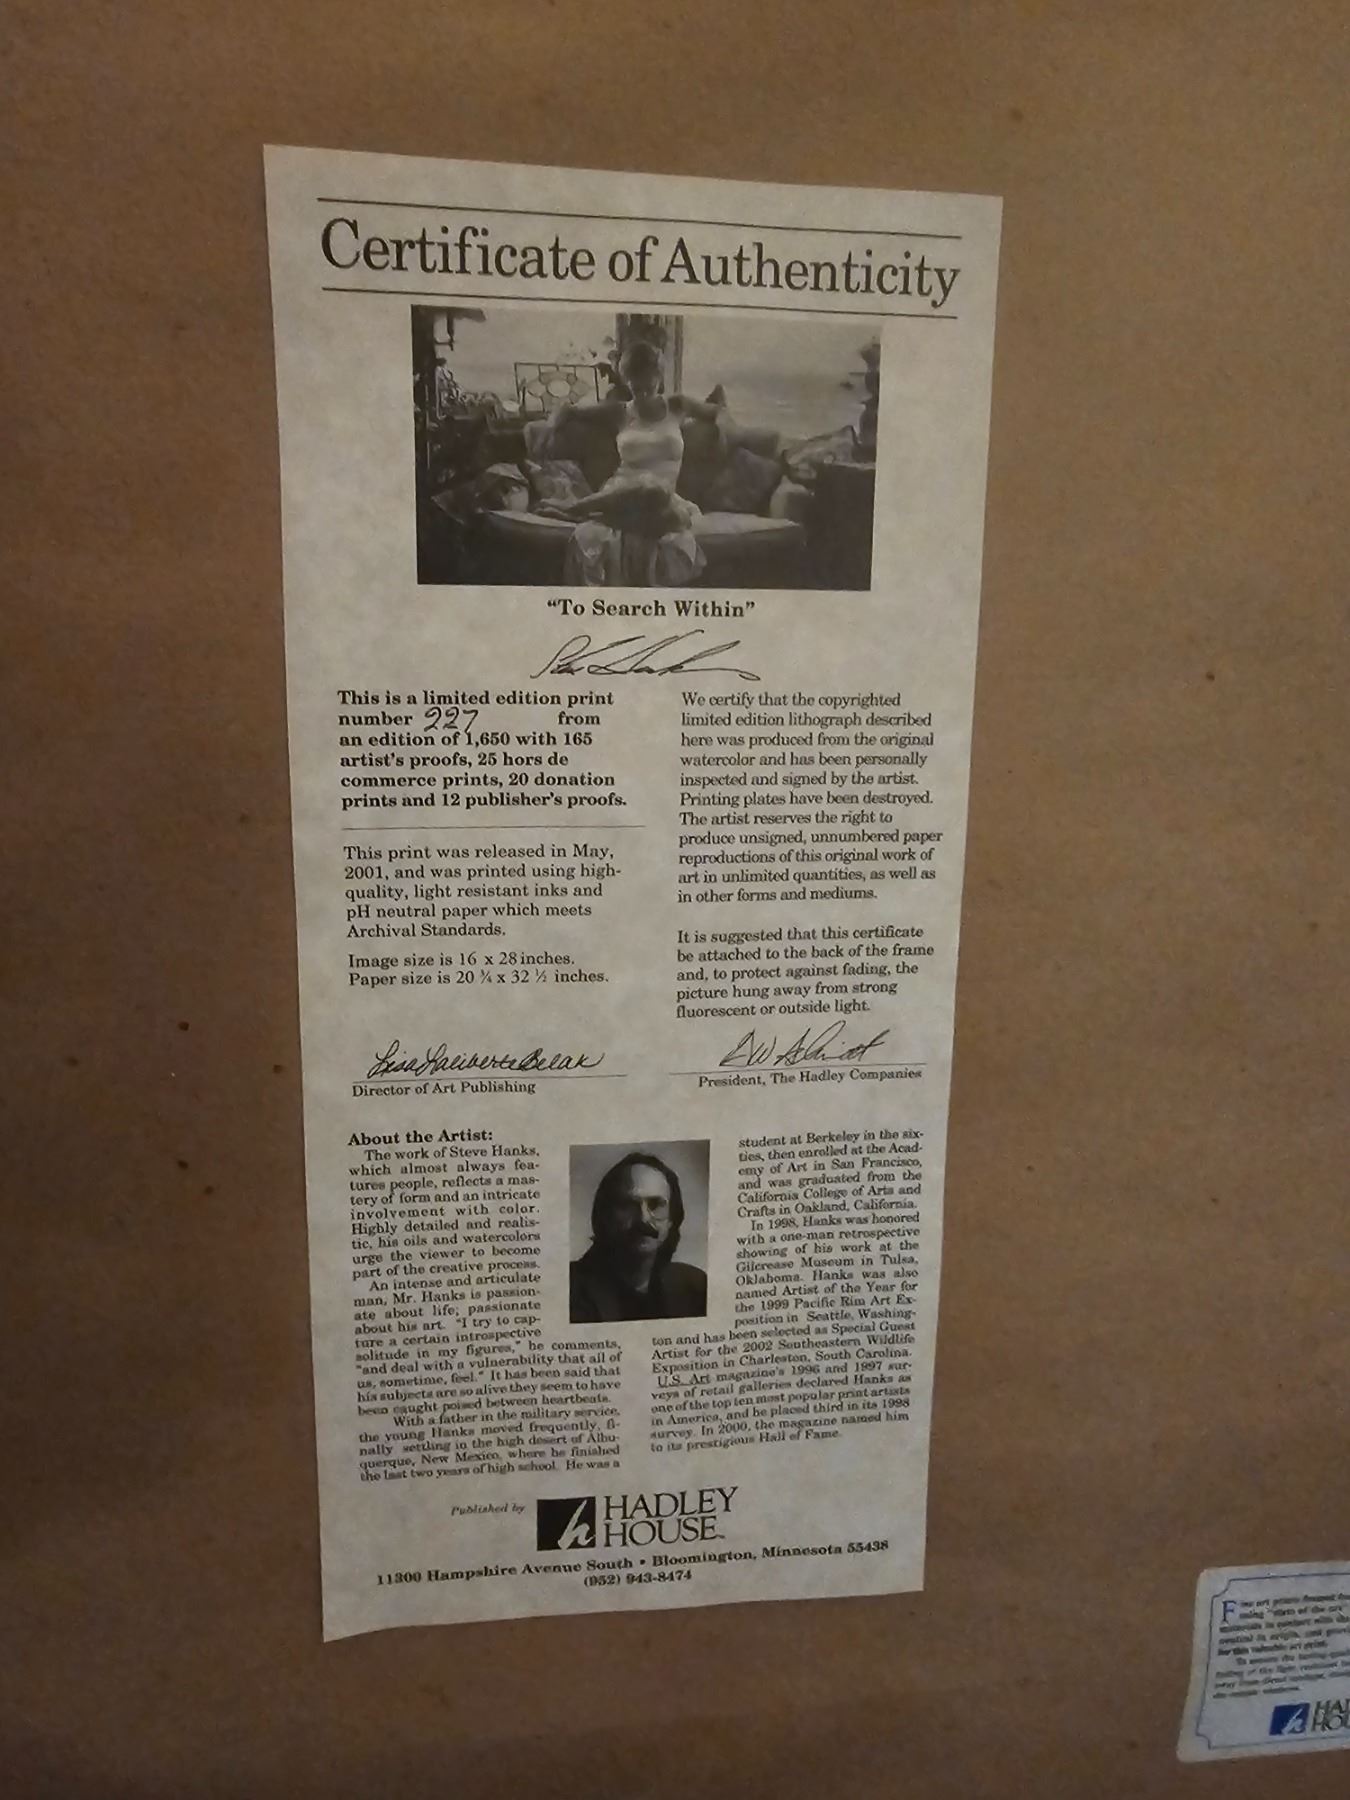 Certificate of Authenticity
“To Search Within”
This is a limited edition print
number 227 from
an edition of 1,650 with 165
artist's proofs, 25 hors de
commerce prints, 20 donation
prints and 12 publisher's proofs.
This print was released in May,
2001, and was printed using high-
quality, light resistant inks and
pH neutral paper which meets
Archival Standards.
Image size is 16 x 28 inches.
Paper size is 20 ¾ x 32 ½ inches.
We certify that the copyrighted
limited edition lithograph described
here was produced from the original
watercolor and has been personally
inspected and signed by the artist.
Printing plates have been destroyed.
The artist reserves the right to
produce unsigned, unnumbered paper
reproductions of this original work of
art in unlimited quantities, as well as
in other forms and mediums.
It is suggested that this certificate
be attached to the back of the frame
and, to protect against fading, the
picture hung away from strong
fluorescent or outside light.
Director of Art Publishing
President, The Hadley Companies
About the Artist:
The work of Steve Hanks,
which almost always fea-
tures people, reflects a mas-
tery of form and an intricate
involvement with color.
Highly detailed and realis-
tic, his oils and watercolors
urge the viewer to become
part of the creative process.
An intense and articulate
man, Mr. Hanks is passion-
ate about life; passionate
about his art. "I try to cap-
ture a certain introspective
solitude in my figures," he comments,
"and deal with a vulnerability that all of
us, sometime, feel." It has been said that
his subjects are so alive they seem to have
been caught poised between heartbeats.
With a father in the military service,
the young Hanks moved frequently, fi-
nally settling in the high desert of Albu-
querque, New Mexico, where he finished
the last two years of high school. He was a
student at Berkeley in the six-
ties, then enrolled at the Acad-
emy of Art in San Francisco,
and was graduated from the
California College of Arts and
Crafts in Oakland, California.
In 1998, Hanks was honored
with a one-man retrospective
showing of his work at the
Gilcrease Museum in Tulsa,
Oklahoma. Hanks was also
named Artist of the Year for
the 1999 Pacific Rim Art Ex-
position in Seattle, Washing-
ton and has been selected as Special Guest
Artist for the 2002 Southeastern Wildlife
Exposition in Charleston, South Carolina.
U.S. Art magazine's 1996 and 1997 sur-
veys of retail galleries declared Hanks as
one of the top ten most popular print artists
in America, and he placed third in its 1998
survey. In 2000, the magazine named him
to its prestigious Hall of Fame.
Published by
h HADLEY
HOUSE™
11300 Hampshire Avenue South • Bloomington, Minnesota 55438
(952) 943-8474
Fine art prints
h